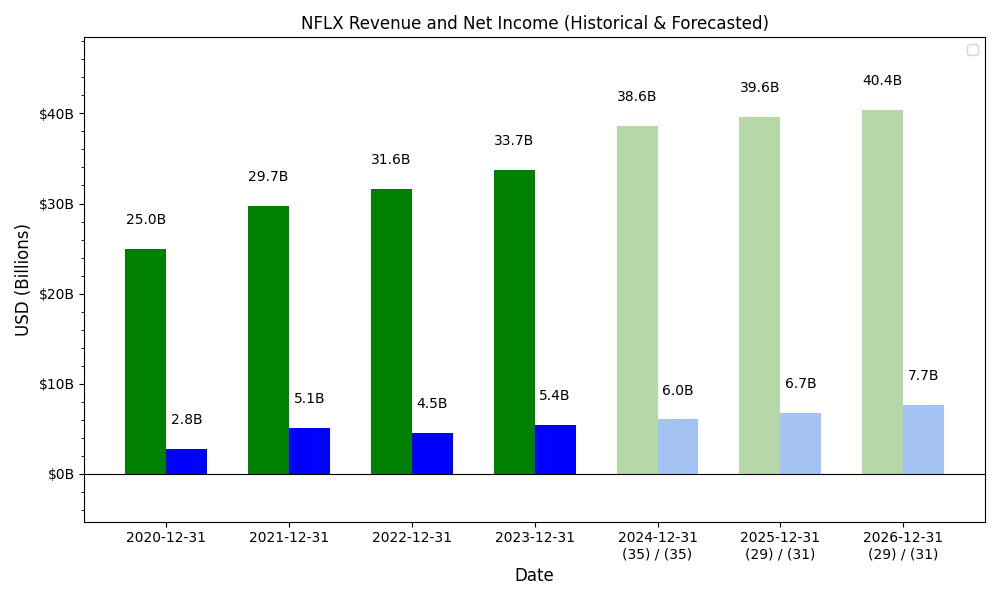 NFLX Revenue and Net Income (Historical & Forecasted)
USD (Billions)
$40B
$30B
$20B
$10B
$0B
25.0B
2.8B
29.7B
5.1B
31.6B
4.5B
33.7B
5.4B
38.6B
6.0B
39.6B
6.7B
40.4B
7.7B
2020-12-31
2021-12-31
2022-12-31
2023-12-31
2024-12-31
(35) / (35)
2025-12-31
(29) / (31)
2026-12-31
(29) / (31)
Date